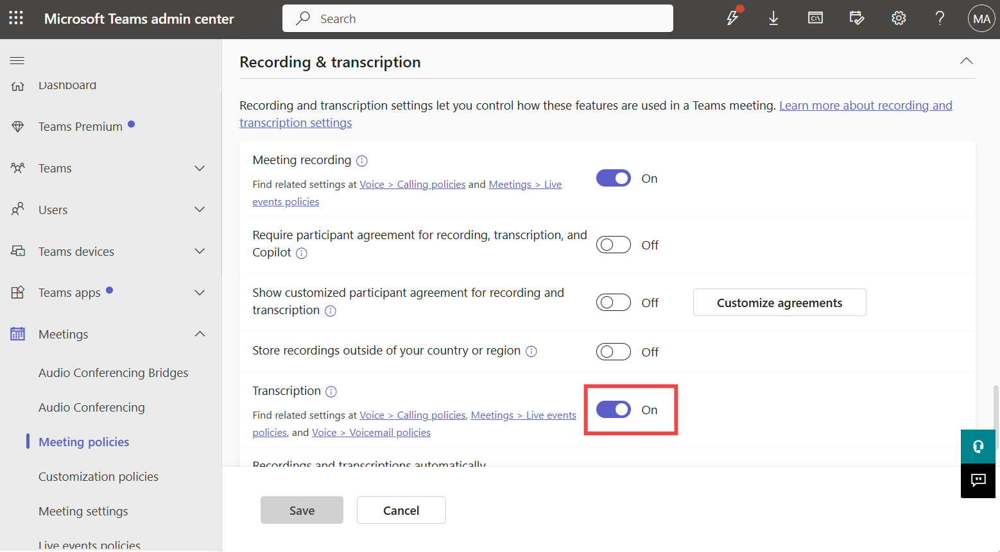 Microsoft Teams admin center
Search
MA
Dashboard
Teams Premium
Teams
Users
Teams devices
Teams apps
Meetings
Audio Conferencing Bridges
Audio Conferencing
Meeting policies
Customization policies
Meeting settings
Live events policies
Recording & transcription
Recording and transcription settings let you control how these features are used in a Teams meeting. Learn more about recording and
transcription settings
Meeting recording
Find related settings at Voice > Calling policies and Meetings > Live
events policies
On
Require participant agreement for recording, transcription, and
Copilot
Off
Show customized participant agreement for recording and
transcription
Off
Customize agreements
Store recordings outside of your country or region
Off
Transcription
Find related settings at Voice > Calling policies, Meetings > Live events
policies, and Voice > Voicemail policies
On
Recordings and transcriptions automatically
Save
Cancel